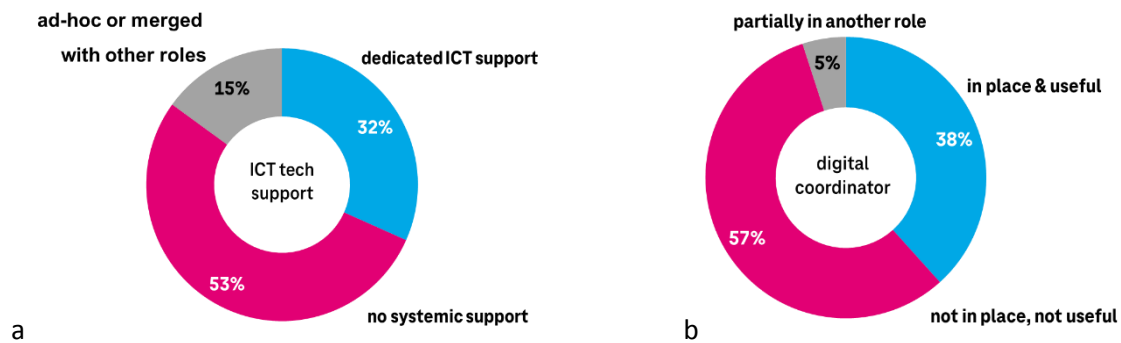 ad-hoc or merged
with other roles
dedicated ICT support
15%
32%
ICT tech
support
53%
no systemic support
a
partially in another role
5%
in place & useful
38%
digital
coordinator
57%
not in place, not useful
b